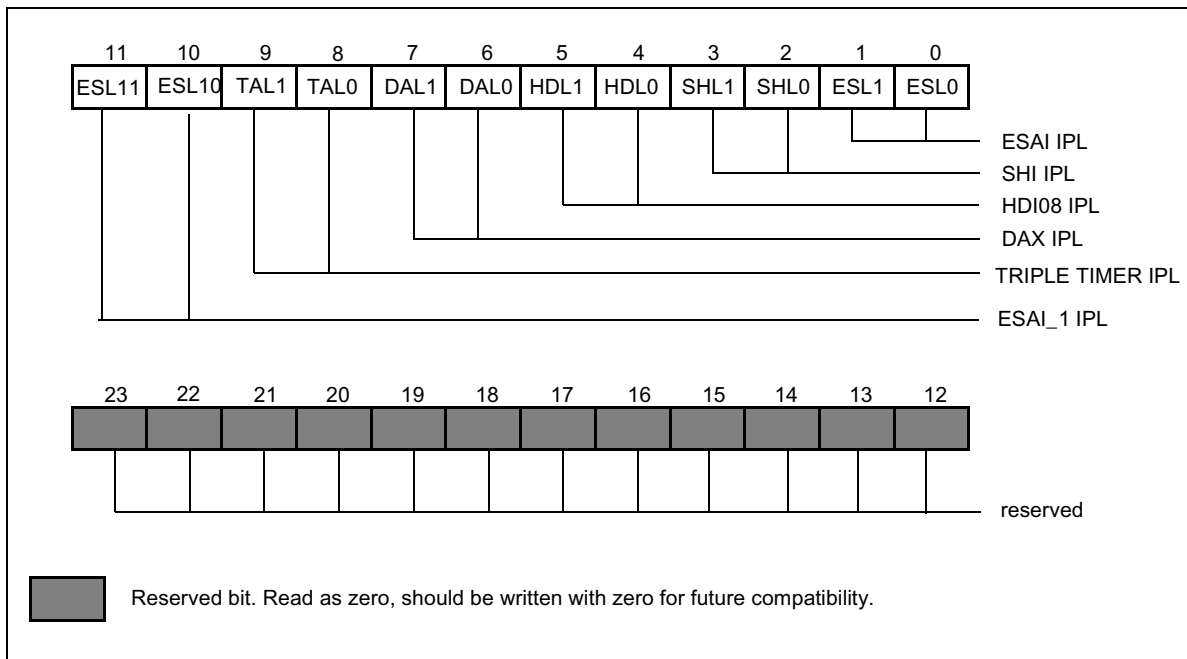 11 10 9 8 7 6 5 4 3 2 1 0
ESL11 ESL10 TAL1 TAL0 DAL1 DAL0 HDL1 HDL0 SHL1 SHL0 ESL1 ESL0
ESAI IPL
SHI IPL
HDI08 IPL
DAX IPL
TRIPLE TIMER IPL
ESAI_1 IPL
23 22 21 20 19 18 17 16 15 14 13 12
reserved
Reserved bit. Read as zero, should be written with zero for future compatibility.